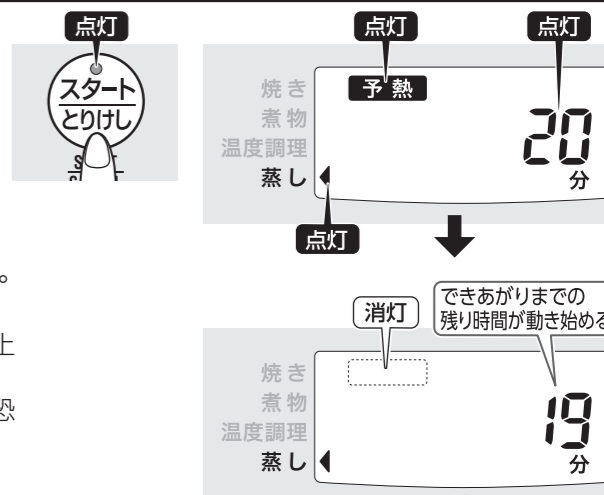 点灯
スタート
とりけし
点灯
点灯
予熱
焼き
煮物
温度調理
蒸し
20
分
点灯
。
上
恐
消灯
できあがりまでの
残り時間が動き始める
焼き
煮物
温度調理
蒸し
19
分